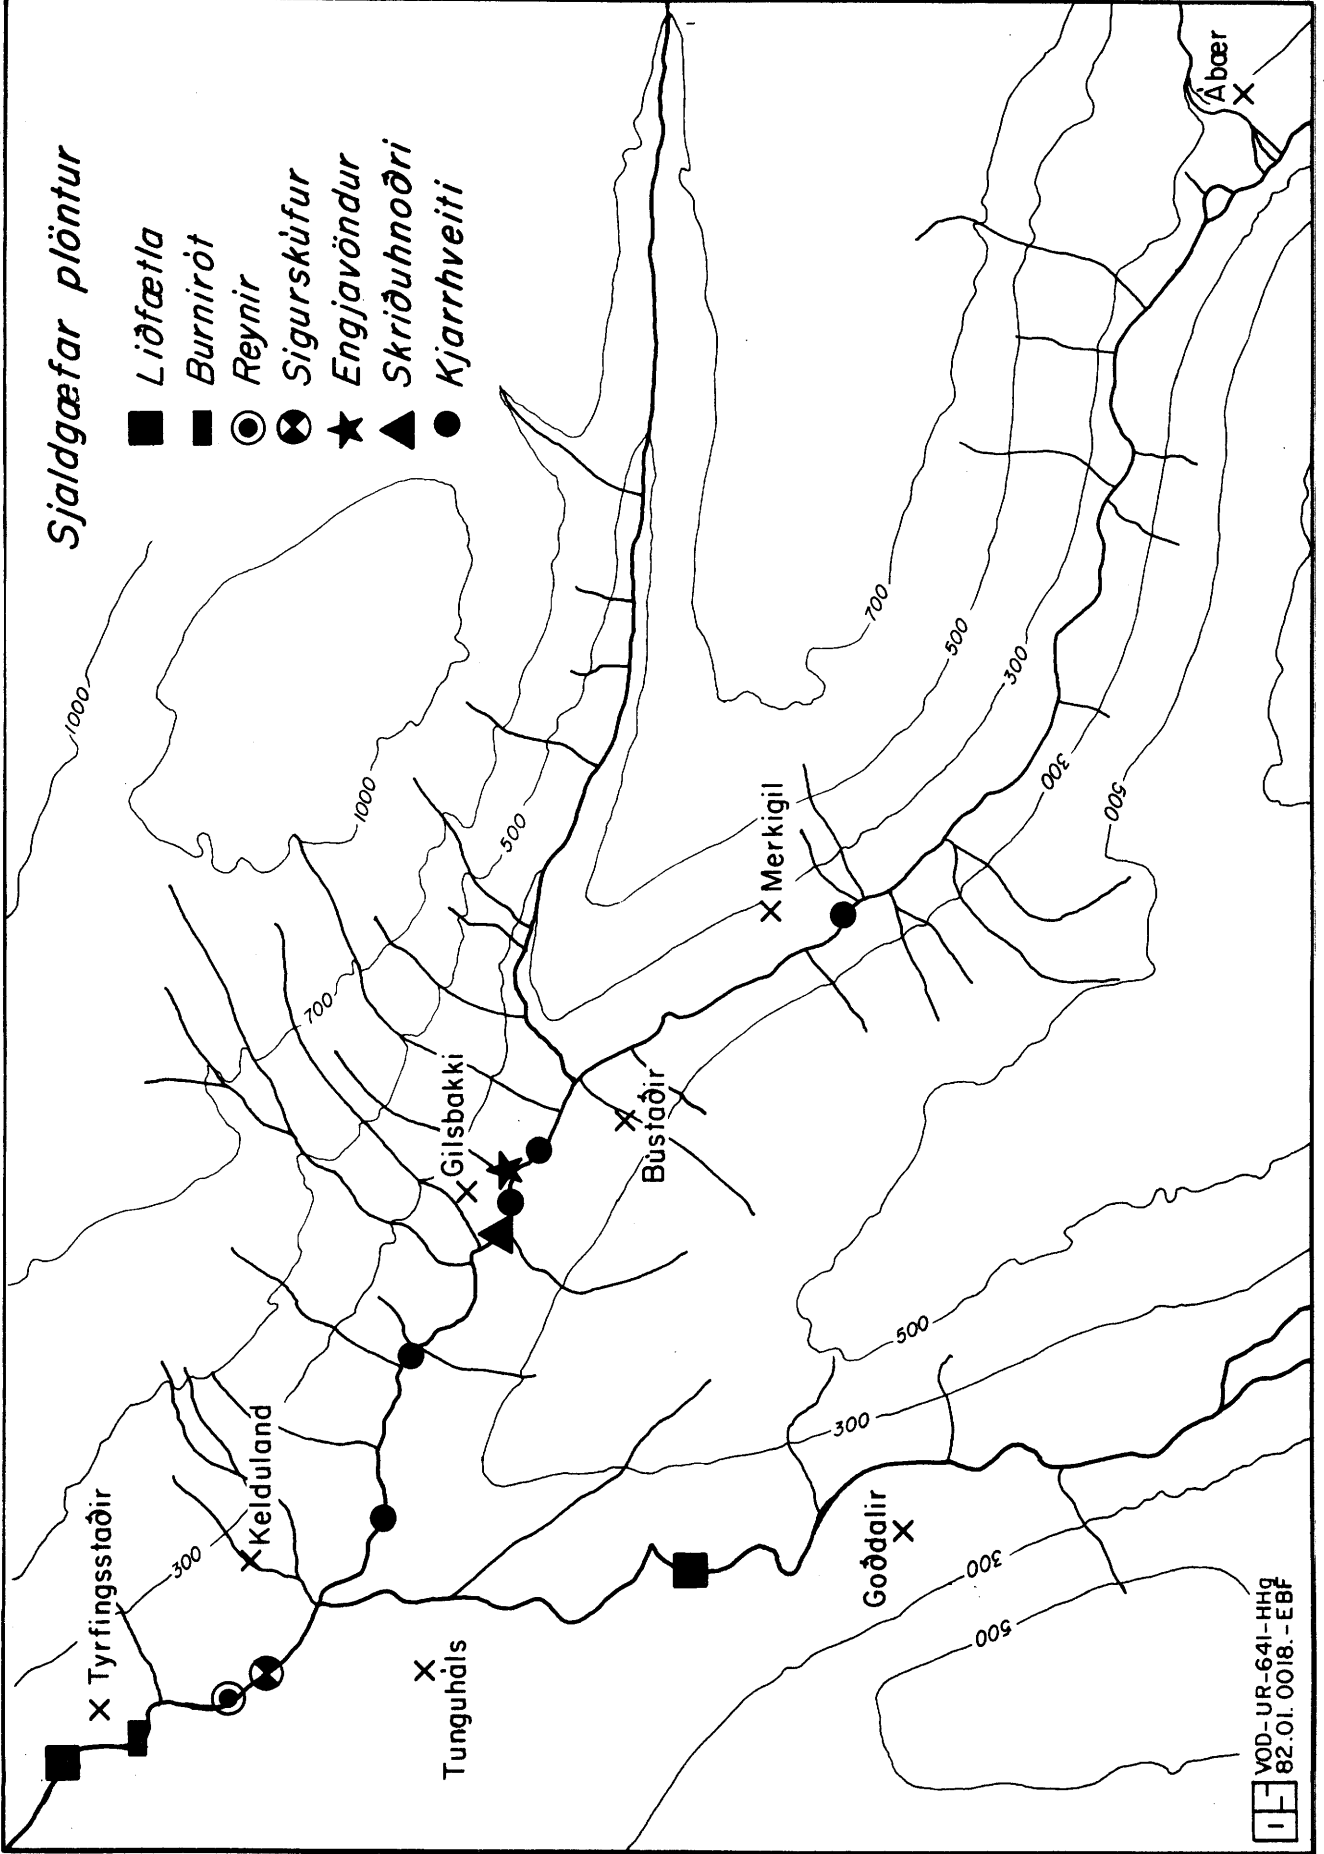 Sjaldgæfar plöntur
Liðfætla
Burnirót
Reynir
Sigurskúfur
Engjavöndur
Skriðuhnoðri
Kjarrhveiti
1000
1000
700
500
700
500
300
300
500
300
500
300
300
500
Ábær
Merkigil
Gilsbakki
Bústaðir
Kelduland
Tyrfingsstaðir
Tunguháls
Goðdalir
VOD-UR-641-HHg
82.01.0018.-EBF